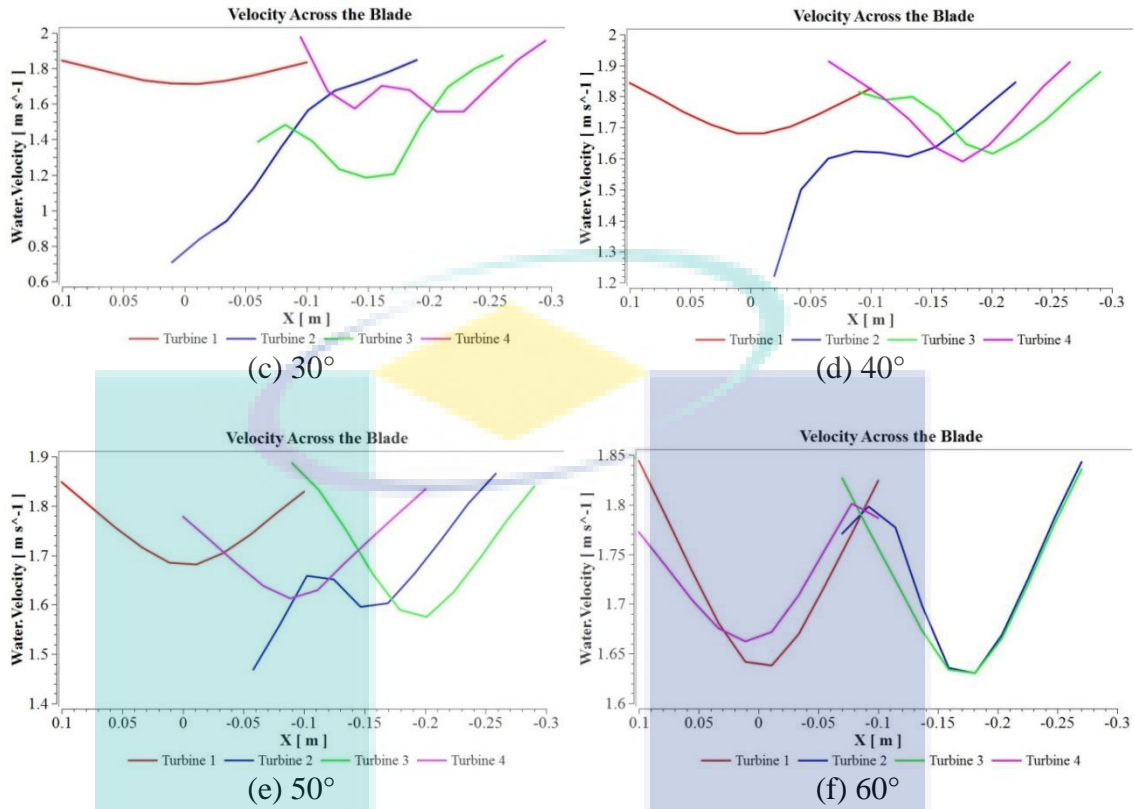 Velocity Across the Blade
2
1.8
1.6
1.4
1.2
1
0.8
0.6
Water.Velocity [ m s^-1 ]
0.1 0.05 0 -0.05 -0.1 -0.15 -0.2 -0.25 -0.3
X [ m ]
Turbine 1 Turbine 2 Turbine 3 Turbine 4
(c) 30°
Velocity Across the Blade
2
1.9
1.8
1.7
1.6
1.5
1.4
1.3
1.2
Water.Velocity [ m s^-1 ]
0.1 0.05 0 -0.05 -0.1 -0.15 -0.2 -0.25 -0.3
X [ m ]
Turbine 1 Turbine 2 Turbine 3 Turbine 4
(d) 40°
Velocity Across the Blade
1.9
1.8
1.7
1.6
1.5
1.4
Water.Velocity [ m s^-1 ]
0.1 0.05 0 -0.05 -0.1 -0.15 -0.2 -0.25 -0.3
X [ m ]
Turbine 1 Turbine 2 Turbine 3 Turbine 4
(e) 50°
Velocity Across the Blade
1.85
1.8
1.75
1.7
1.65
1.6
Water.Velocity [ m s^-1 ]
0.1 0.05 0 -0.05 -0.1 -0.15 -0.2 -0.25 -0.3
X [ m ]
Turbine 1 Turbine 2 Turbine 3 Turbine 4
(f) 60°